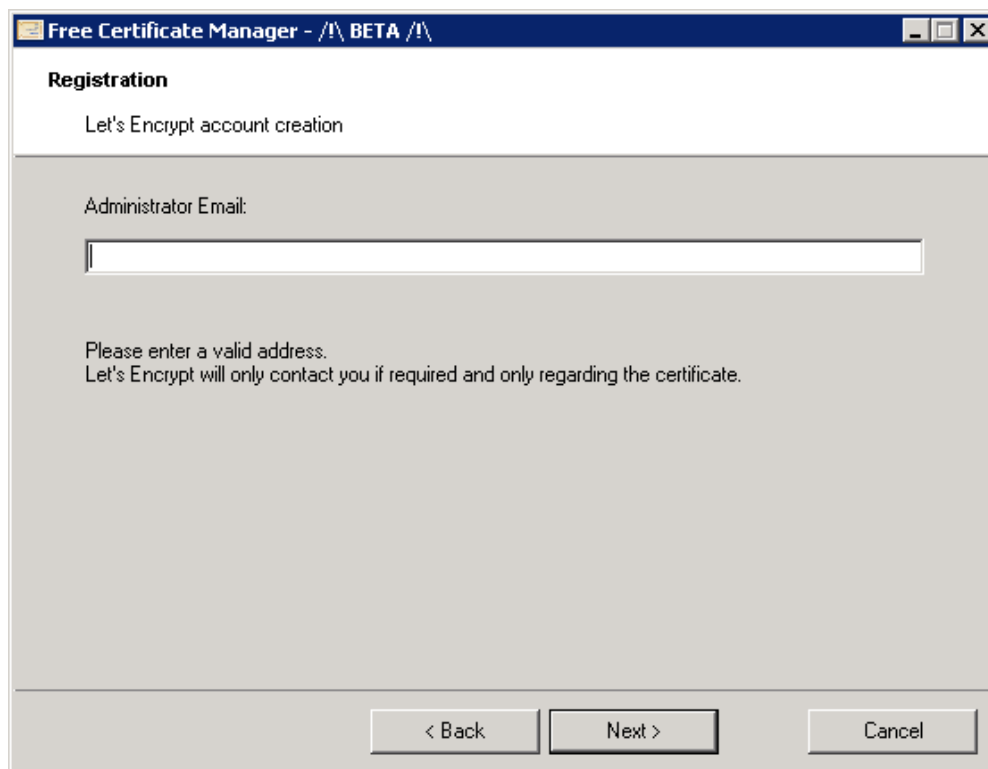 Free Certificate Manager - /!\ BETA /!\
Registration
Let's Encrypt account creation
Administrator Email:
Please enter a valid address.
Let's Encrypt will only contact you if required and only regarding the certificate.
< Back
Next >
Cancel